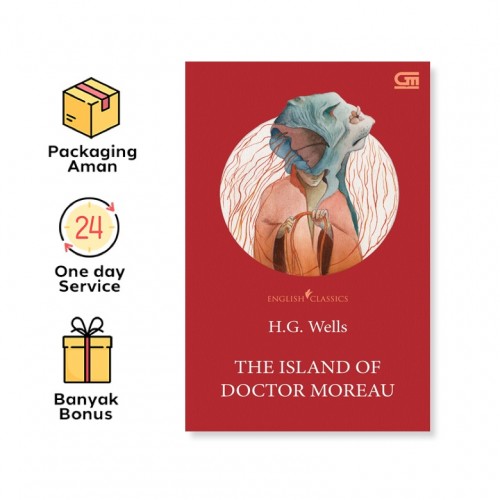 Packaging
Aman
24
One day
Service
Banyak
Bonus
GM
ENGLISH CLASSICS
H.G. Wells
THE ISLAND OF
DOCTOR MOREAU